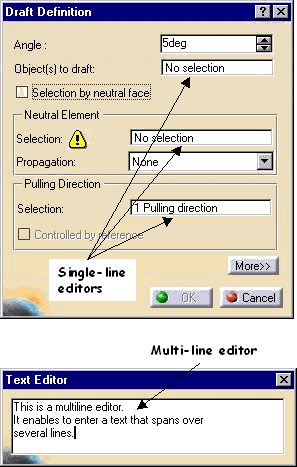 Draft Definition ? X
Angle : 5deg
Object(s) to draft: No selection
Selection by neutral face
Neutral Element
Selection: ! No selection
Propagation: None
Pulling Direction
Selection: 1 Pulling direction
Controlled by reference
More>>
Single-line
editors
OK Cancel
Multi-line editor
Text Editor
This is a multiline editor.
It enables to enter a text that spans over
several lines.